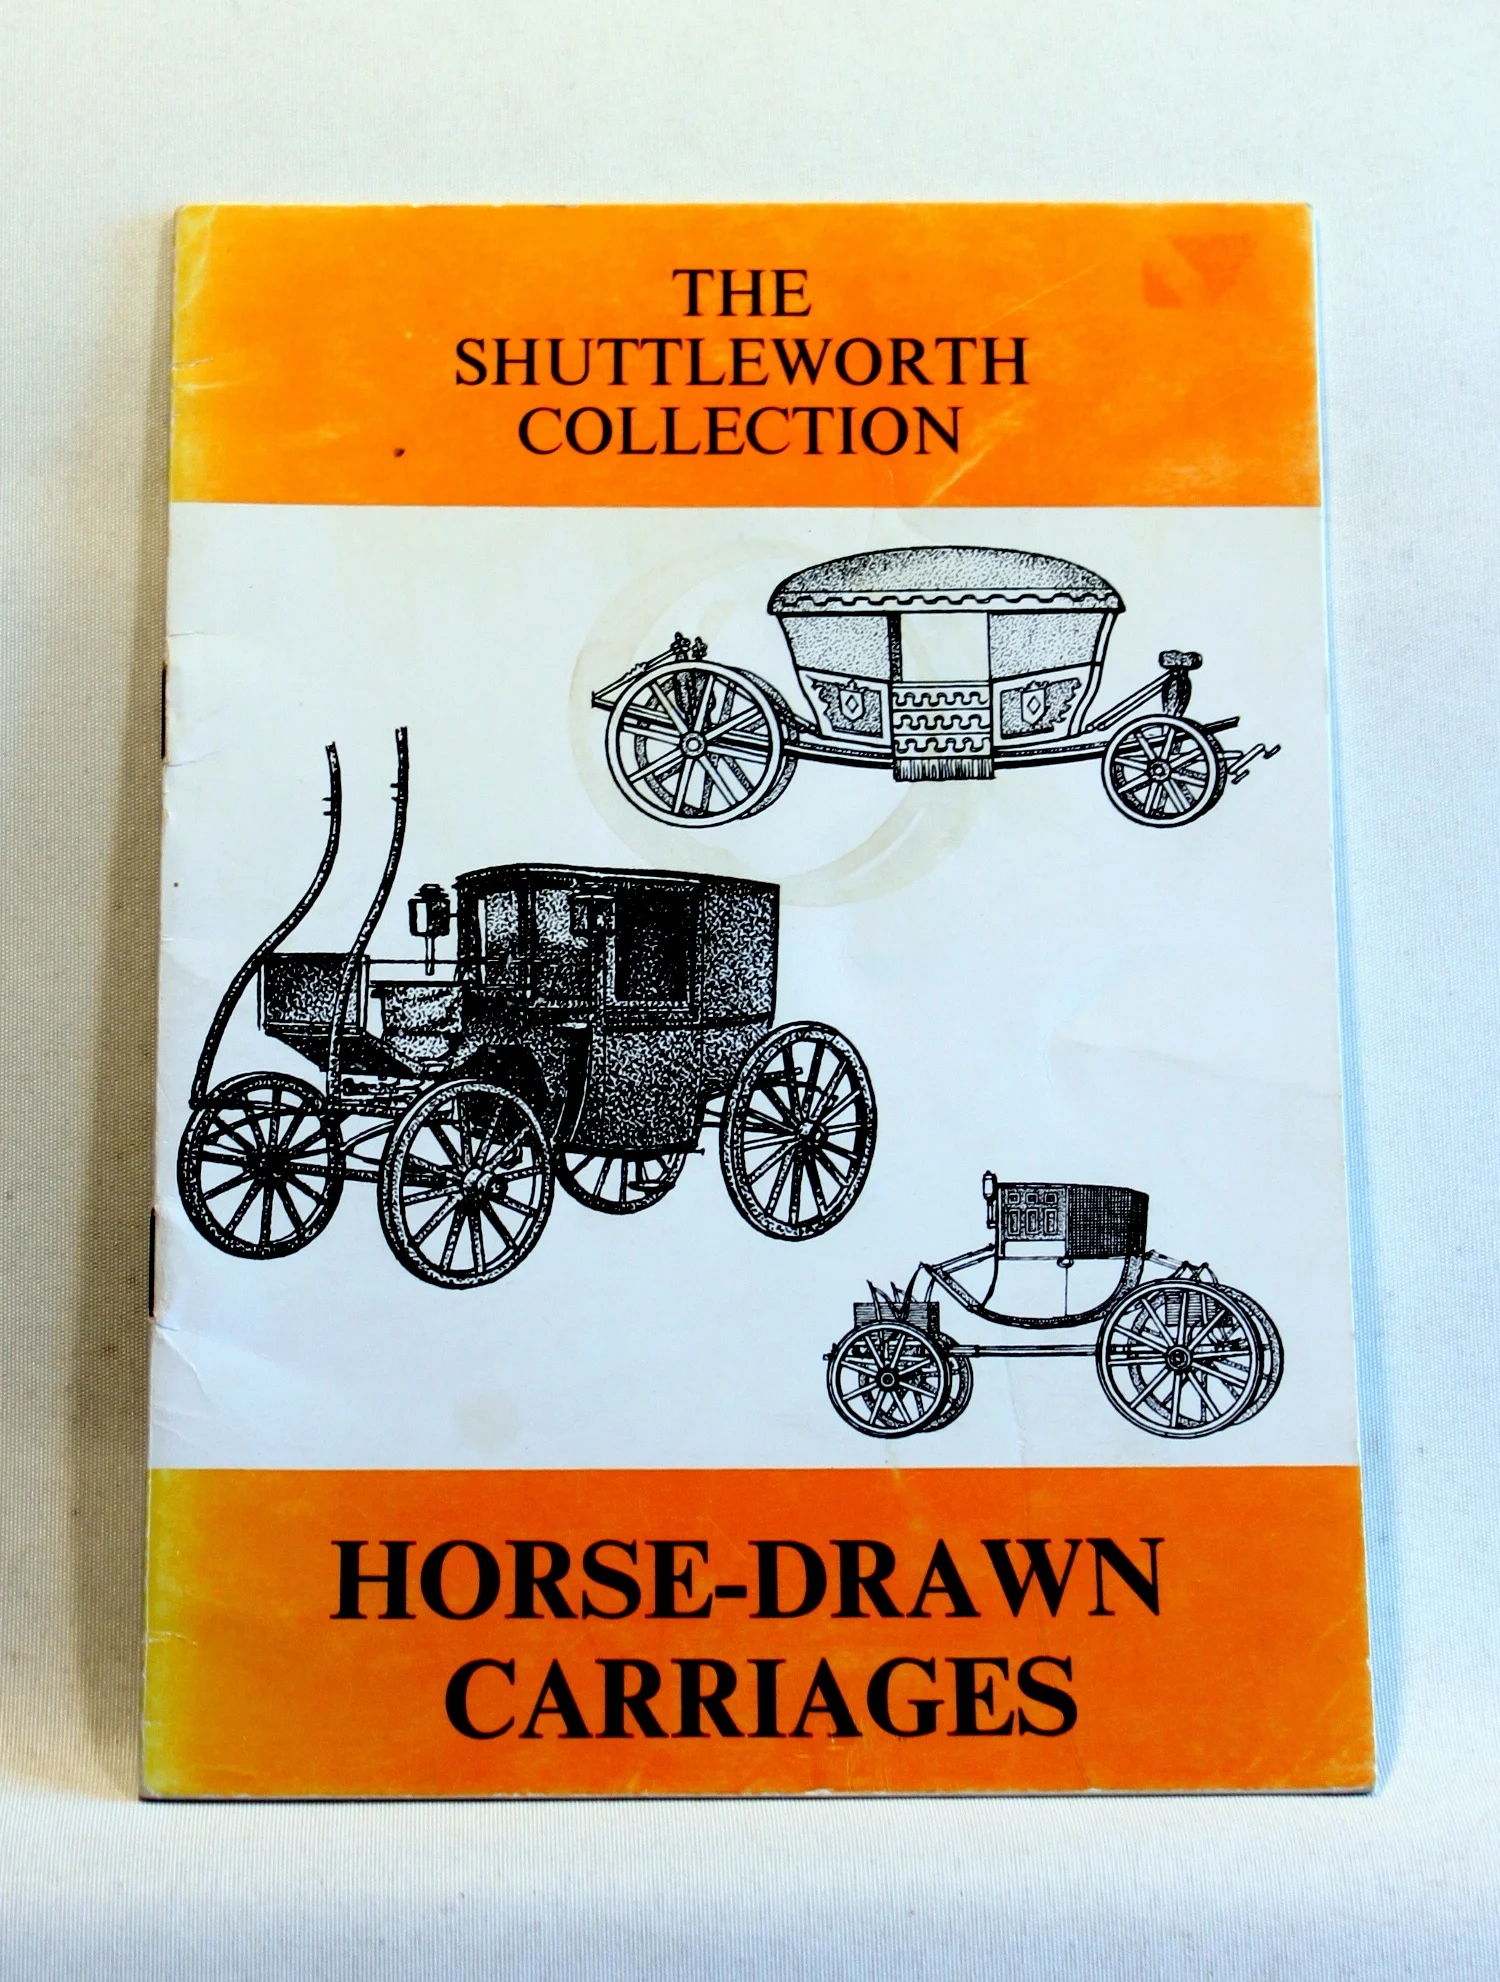 THE
SHUTTLEWORTH
COLLECTION
HORSE-DRAWN
CARRIAGES